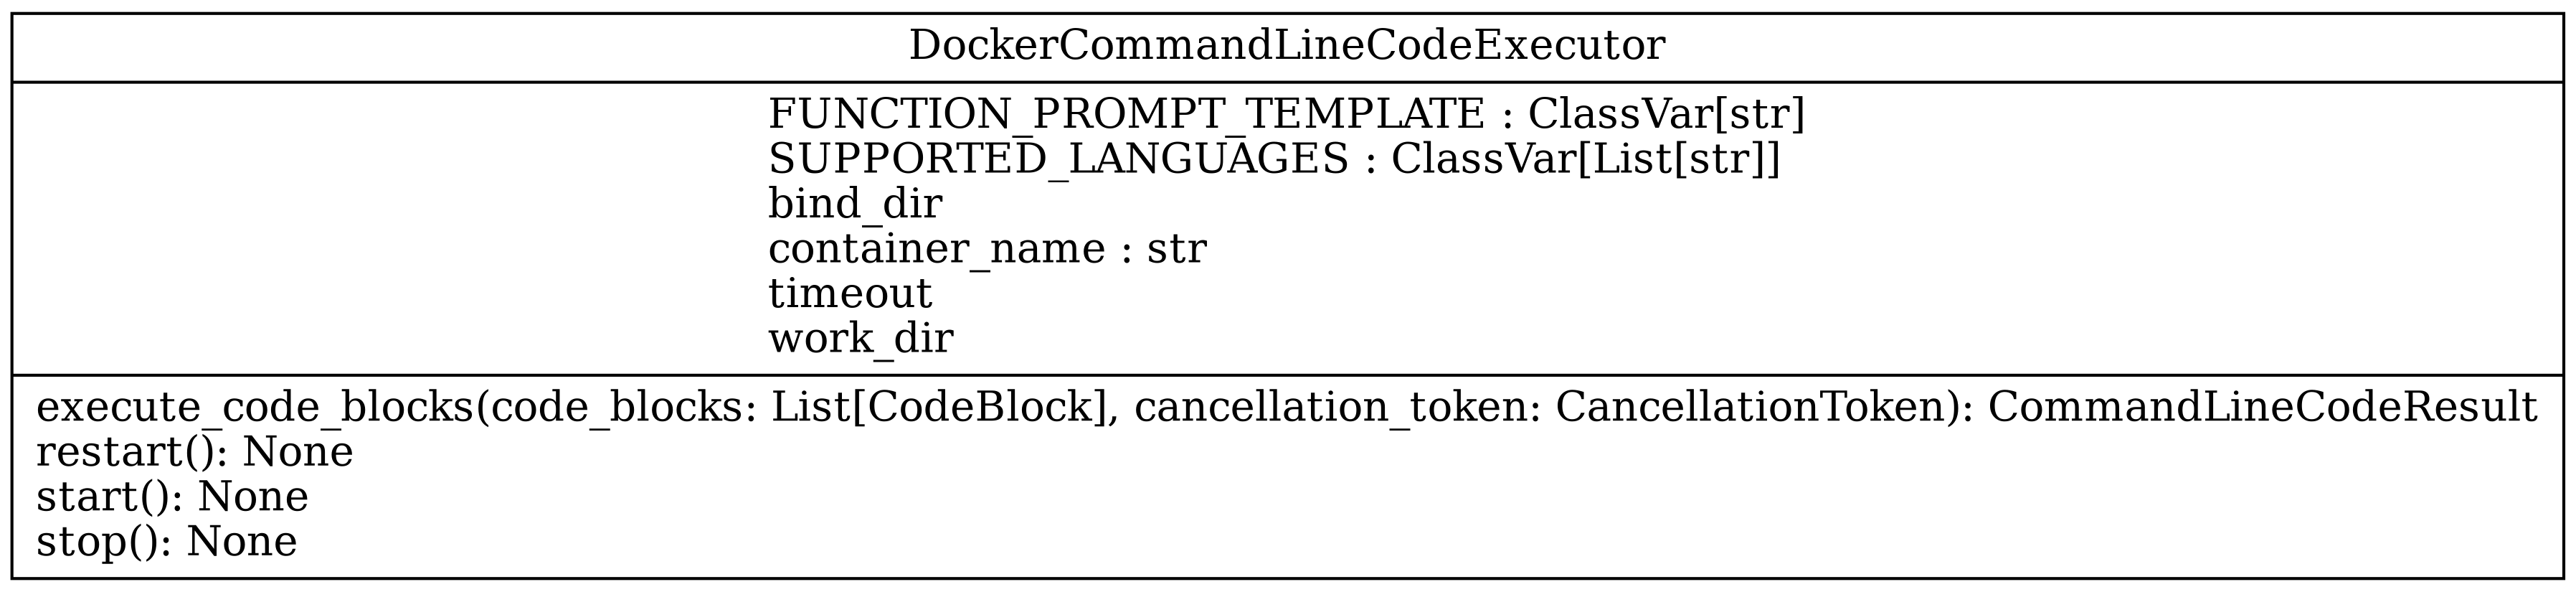 DockerCommandLineCodeExecutor
FUNCTION_PROMPT_TEMPLATE : ClassVar[str]
SUPPORTED_LANGUAGES : ClassVar[List[str]]
bind_dir
container_name : str
timeout
work_dir
execute_code_blocks(code_blocks: List[CodeBlock], cancellation_token: CancellationToken): CommandLineCodeResult
restart(): None
start(): None
stop(): None